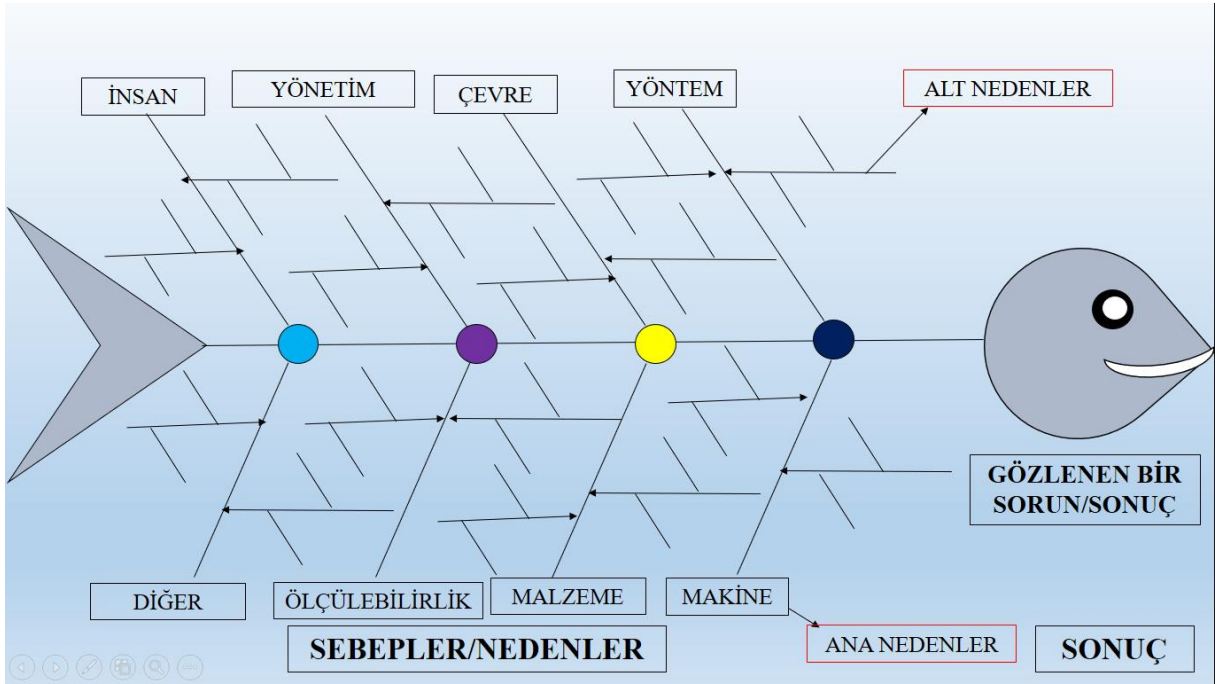 İNSAN
YÖNETİM
ÇEVRE
YÖNTEM
ALT NEDENLER
GÖZLENEN BİR
SORUN/SONUÇ
DİĞER
ÖLÇÜLEBİLİRLİK
MALZEME
MAKİNE
SEBEPLER/NEDENLER
ANA NEDENLER
SONUÇ